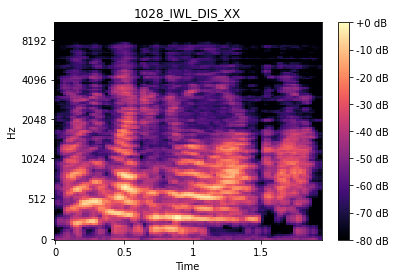 1028_IWL_DIS_XX
+0 dB
8192
-10 dB
4096
-20 dB
-30 dB
2048
Hz
-40 dB
1024
-50 dB
512
-60 dB
-70 dB
0
-80 dB
0
0.5
1
1.5
Time